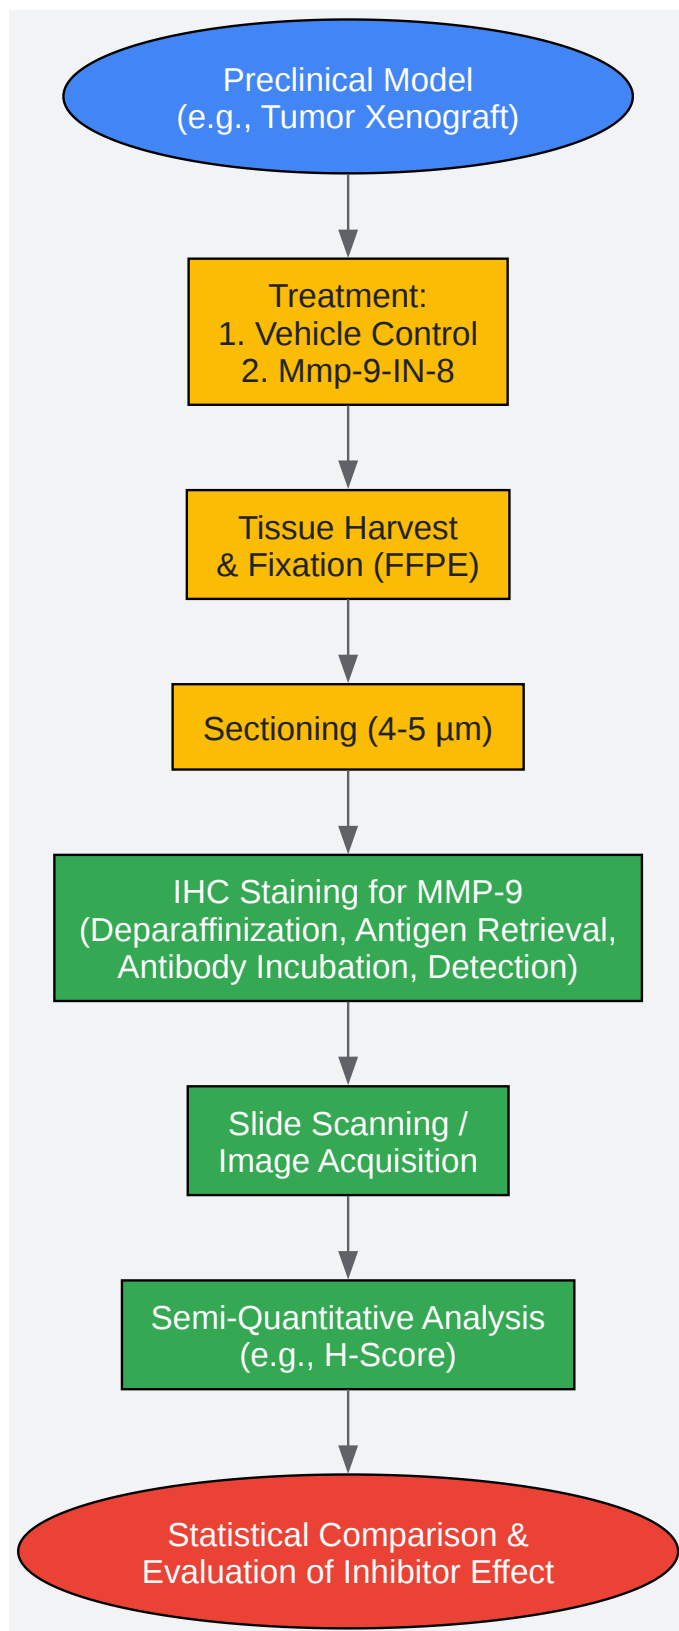 Preclinical Model
(e.g., Tumor Xenograft)
Treatment:
1. Vehicle Control
2. Mmp-9-IN-8
Tissue Harvest
& Fixation (FFPE)
Sectioning (4-5 µm)
IHC Staining for MMP-9
(Deparaffinization, Antigen Retrieval,
Antibody Incubation, Detection)
Slide Scanning /
Image Acquisition
Semi-Quantitative Analysis
(e.g., H-Score)
Statistical Comparison &
Evaluation of Inhibitor Effect